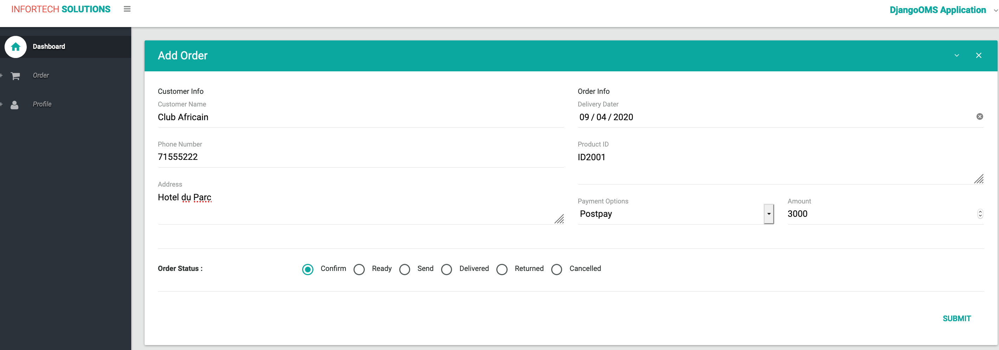 INFORTECH SOLUTIONS
DjangoOMS Application
Dashboard
Order
Profile
Add Order
Customer Info
Customer Name
Club Africain
Phone Number
71555222
Address
Hotel du Parc
Order Info
Delivery Dater
09 / 04 / 2020
Product ID
ID2001
Payment Options
Postpay
Amount
3000
Order Status :
Confirm Ready Send Delivered Returned Cancelled
SUBMIT